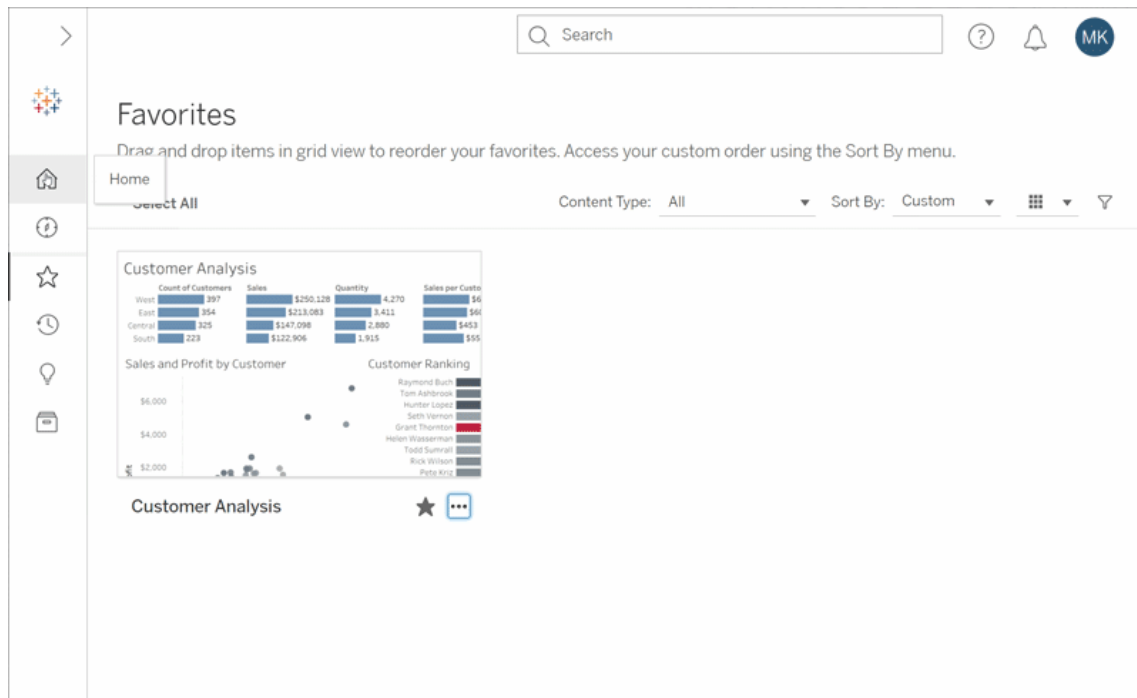 Search
?
MK
Favorites
Drag and drop items in grid view to reorder your favorites. Access your custom order using the Sort By menu.
Home
Select All
Content Type: All
Sort By: Custom
Customer Analysis
Count of Customers Sales Quantity Sales per Custo
West 397 $250,128 4,270 $6
East 354 $213,083 3,411 $60
Central 325 $147,098 2,880 $453
South 223 $122,906 1,915 $55
Sales and Profit by Customer
Customer Ranking
Raymond Buch
Tom Ashbrook
Hunter Lopez
Seth Vernon
Grant Thornton
Helen Wasserman
Todd Sumrall
Rick Wilson
Pete Kriz
$6,000
$4,000
$2,000
Customer Analysis